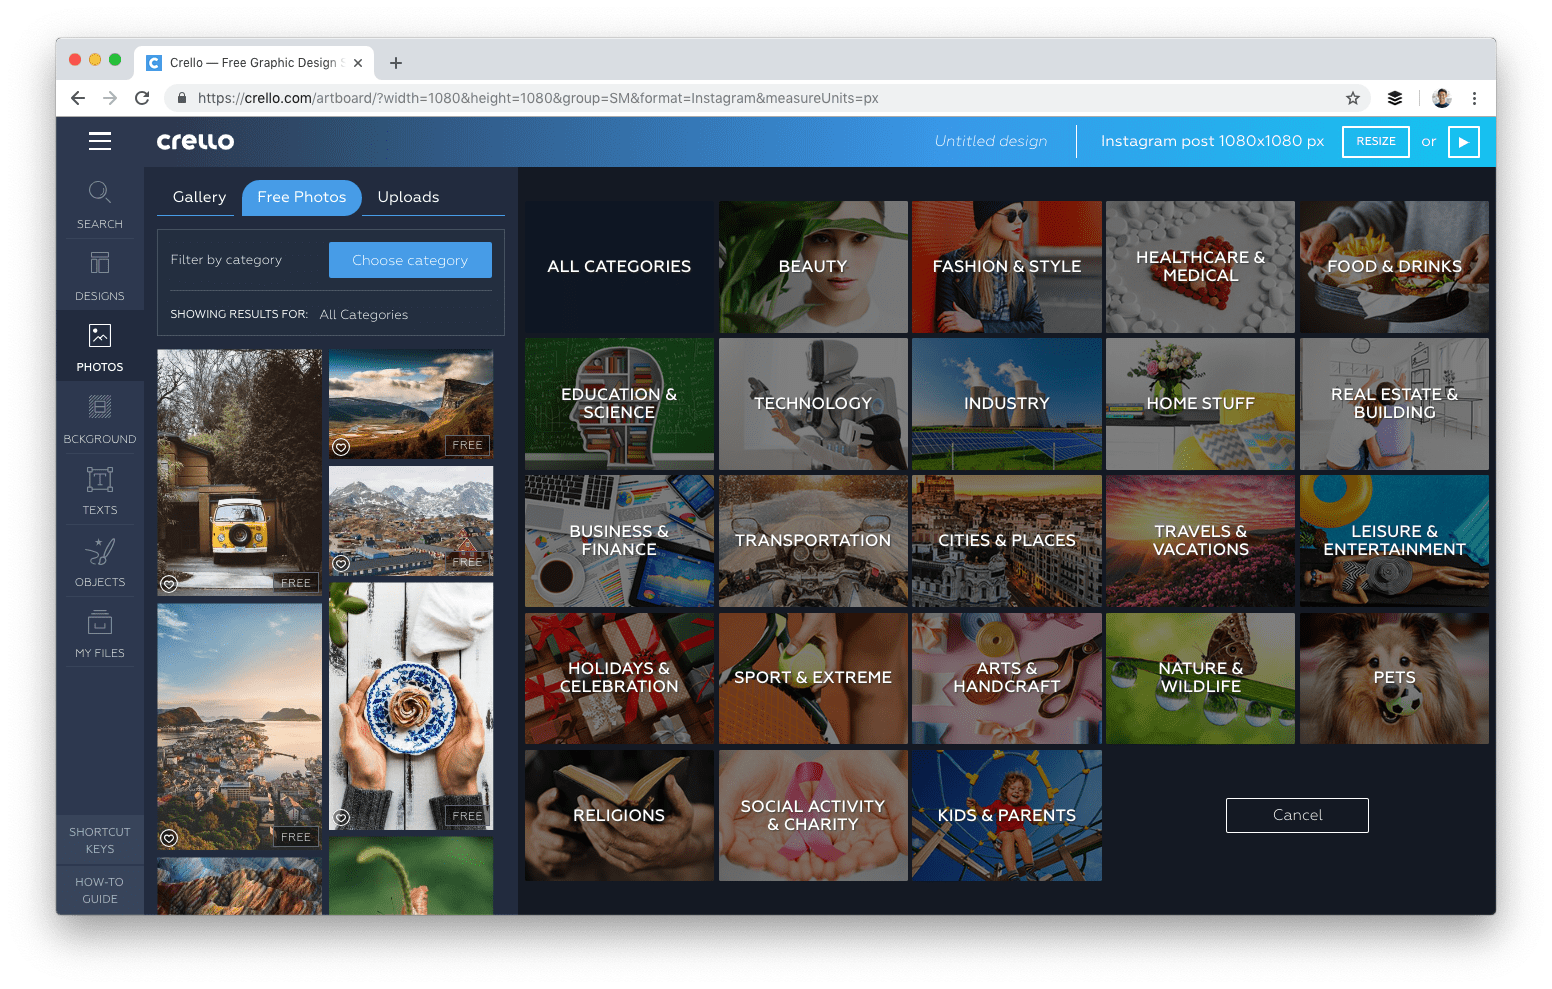 Crello — Free Graphic Design S
https://crello.com/artboard/?width=1080&height=1080&group=SM&format=Instagram&measureUnits=px
crello
Untitled design
Instagram post 1080x1080 px
RESIZE
or
SEARCH
DESIGNS
PHOTOS
BCKGROUND
TEXTS
OBJECTS
MY FILES
SHORTCUT
KEYS
HOW-TO
GUIDE
Gallery
Free Photos
Uploads
Filter by category
Choose category
SHOWING RESULTS FOR: All Categories
FREE
FREE
FREE
FREE
FREE
ALL CATEGORIES
BEAUTY
FASHION & STYLE
HEALTHCARE &
MEDICAL
FOOD & DRINKS
EDUCATION &
SCIENCE
TECHNOLOGY
INDUSTRY
HOME STUFF
REAL ESTATE &
BUILDING
BUSINESS &
FINANCE
TRANSPORTATION
CITIES & PLACES
TRAVELS &
VACATIONS
LEISURE &
ENTERTAINMENT
HOLIDAYS &
CELEBRATION
SPORT & EXTREME
ARTS &
HANDCRAFT
NATURE &
WILDLIFE
PETS
RELIGIONS
SOCIAL ACTIVITY
& CHARITY
KIDS & PARENTS
Cancel